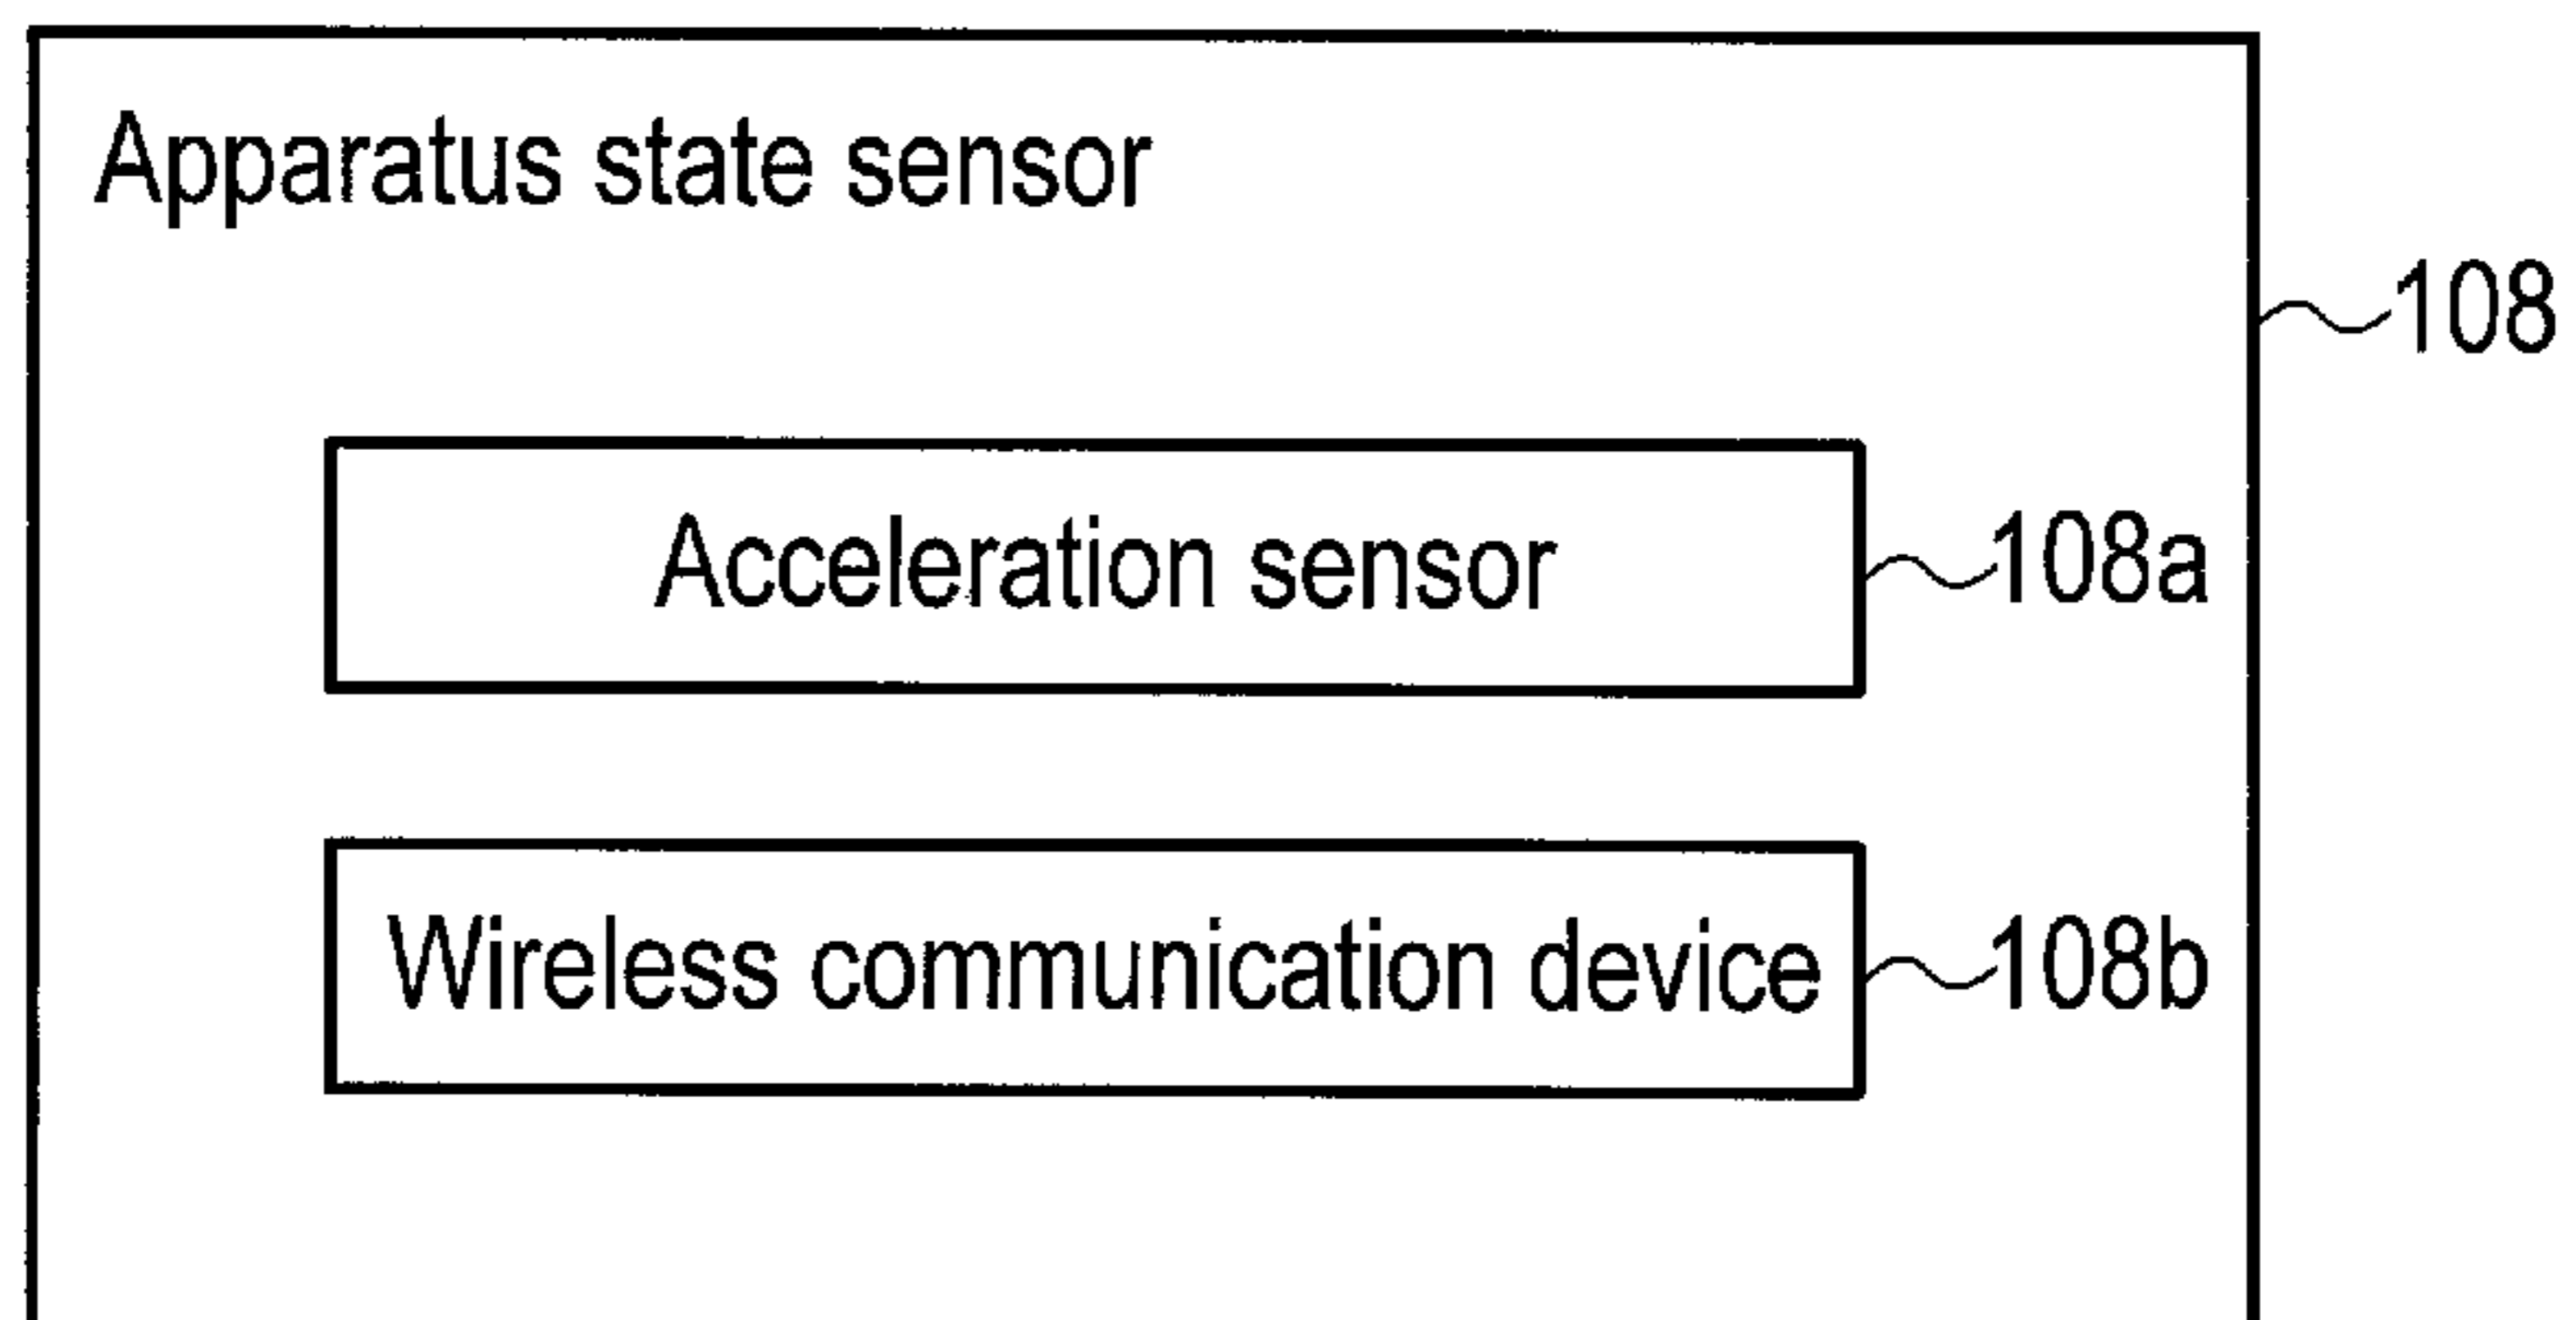 Apparatus state sensor
108
Acceleration sensor
108a
Wireless communication device
108b